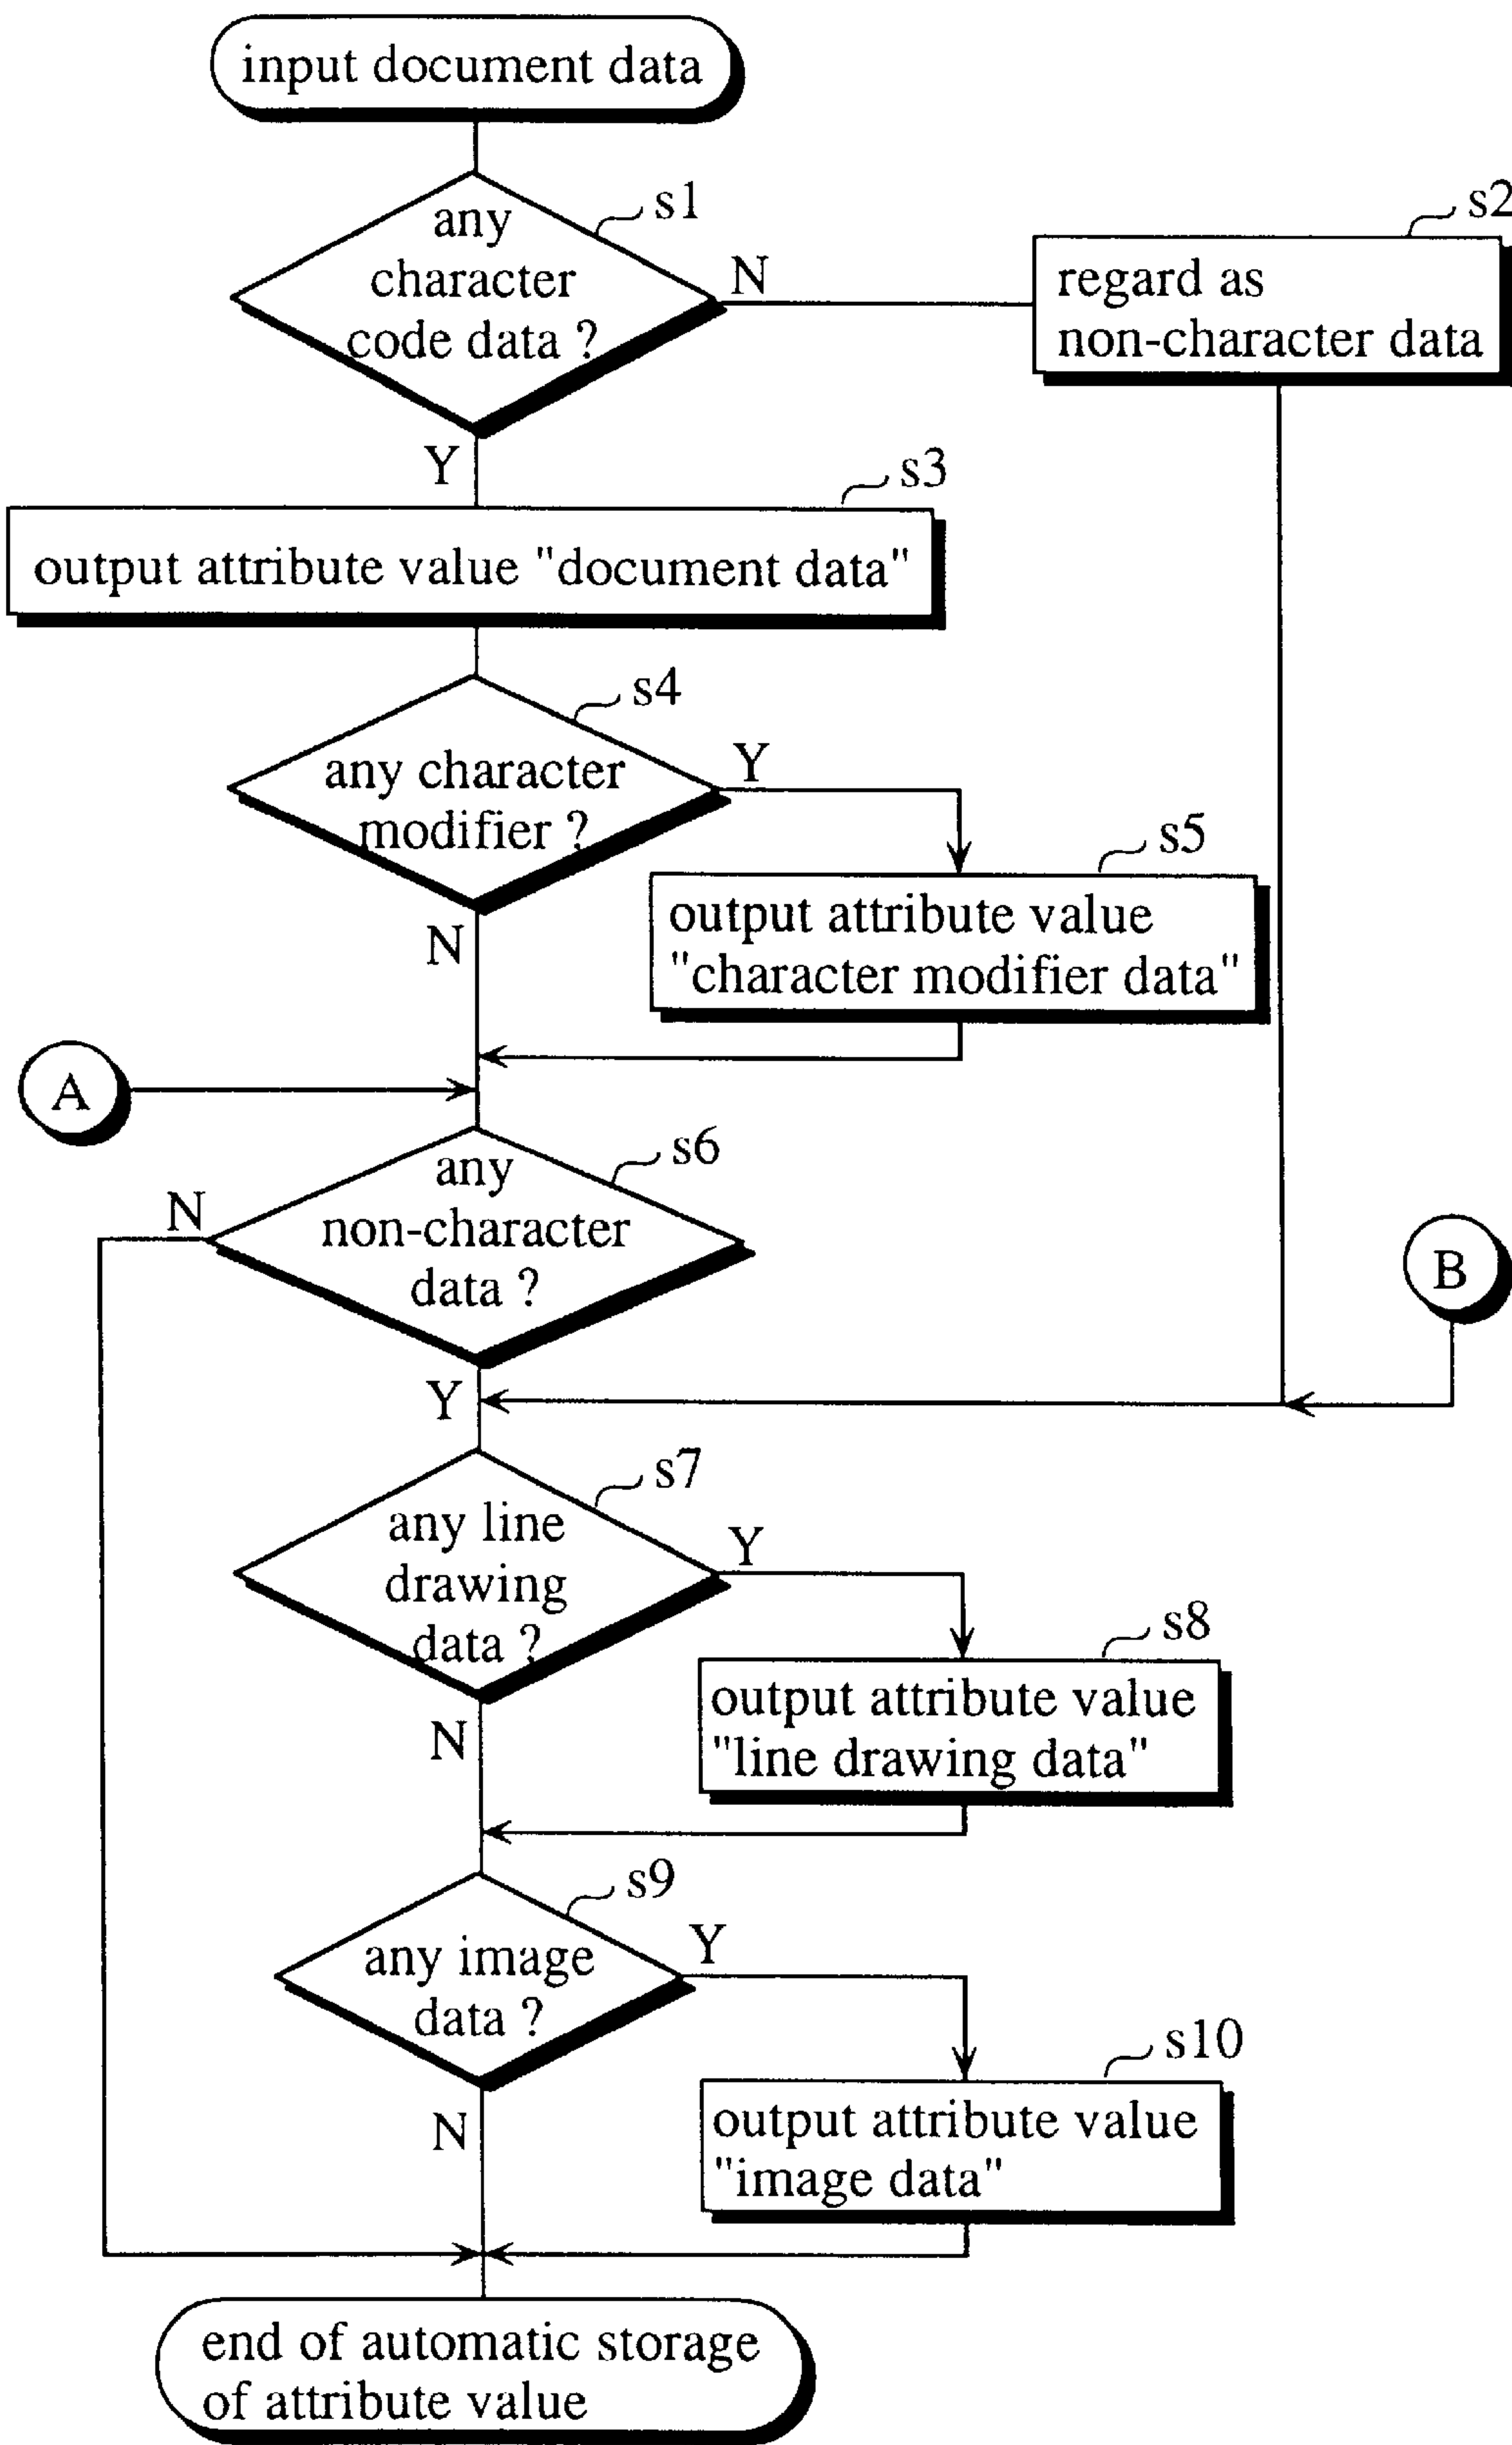 input document data
s1
any
character
code data ?
N
s2
regard as
non-character data
Y
s3
output attribute value "document data"
s4
any character
modifier ?
Y
s5
output attribute value
"character modifier data"
N
A
s6
any
non-character
data ?
N
B
Y
s7
any line
drawing
data ?
Y
s8
output attribute value
"line drawing data"
N
s9
any image
data ?
Y
s10
output attribute value
"image data"
N
end of automatic storage
of attribute value